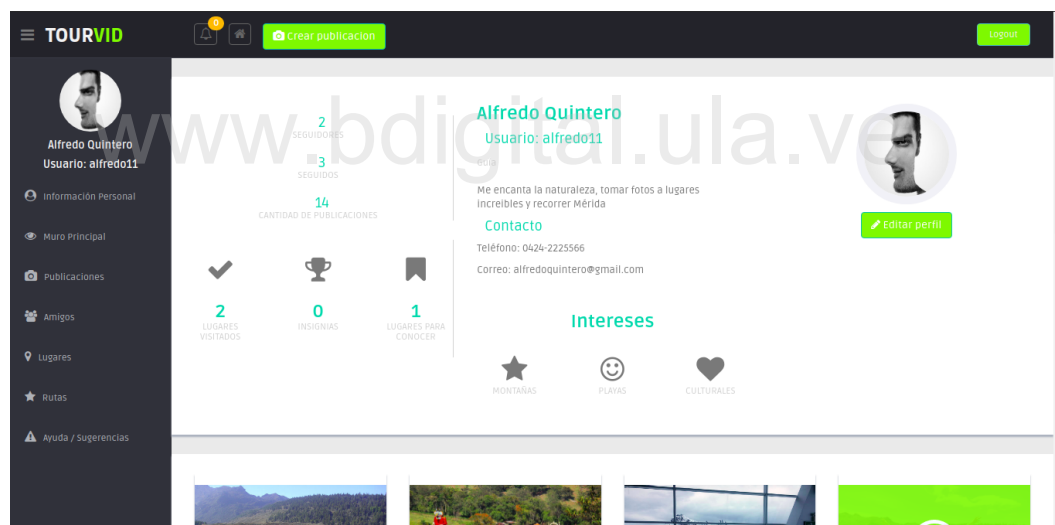 TOURVID
0
Crear publicacion
Logout
Alfredo Quintero
Usuario: alfredo11
Información Personal
Muro Principal
Publicaciones
Amigos
Lugares
Rutas
Ayuda / Sugerencias
2
SEGUIDORES
3
SEGUIDOS
14
CANTIDAD DE PUBLICACIONES
2
LUGARES
VISITADOS
0
INSIGNIAS
1
LUGARES PARA
CONOCER
Alfredo Quintero
Usuario: alfredo11
Guia
Me encanta la naturaleza, tomar fotos a lugares
increibles y recorrer Mérida
Contacto
Teléfono: 0424-2225566
Correo: alfredoquintero@gmail.com
Intereses
MONTAÑAS
PLAYAS
CULTURALES
Editar perfil
www.bdigital.ula.ve